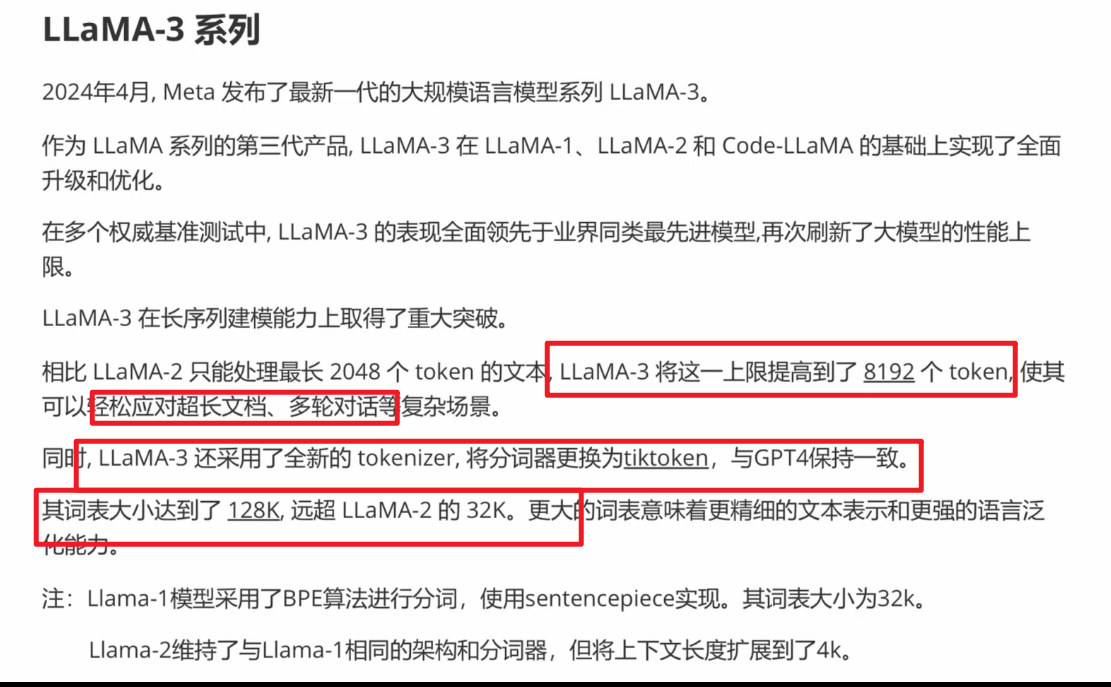 LLaMA-3 系列
2024年4月, Meta 发布了最新一代的大规模语言模型系列 LLaMA-3。
作为 LLaMA 系列的第三代产品, LLaMA-3 在 LLaMA-1、LLaMA-2 和 Code-LLaMA 的基础上实现了全面
升级和优化。
在多个权威基准测试中, LLaMA-3 的表现全面领先于业界同类最先进模型,再次刷新了大模型的性能上
限。
LLaMA-3 在长序列建模能力上取得了重大突破。
相比 LLaMA-2 只能处理最长 2048 个 token 的文本, LLaMA-3 将这一上限提高到了 8192 个 token, 使其
可以轻松应对超长文档、多轮对话等复杂场景。
同时, LLaMA-3 还采用了全新的 tokenizer, 将分词器更换为tiktoken，与GPT4保持一致。
其词表大小达到了 128K, 远超 LLaMA-2 的 32K。更大的词表意味着更精细的文本表示和更强的语言泛
化能力。
注：Llama-1模型采用了BPE算法进行分词，使用sentencepiece实现。其词表大小为32k。
Llama-2维持了与Llama-1相同的架构和分词器，但将上下文长度扩展到了4k。